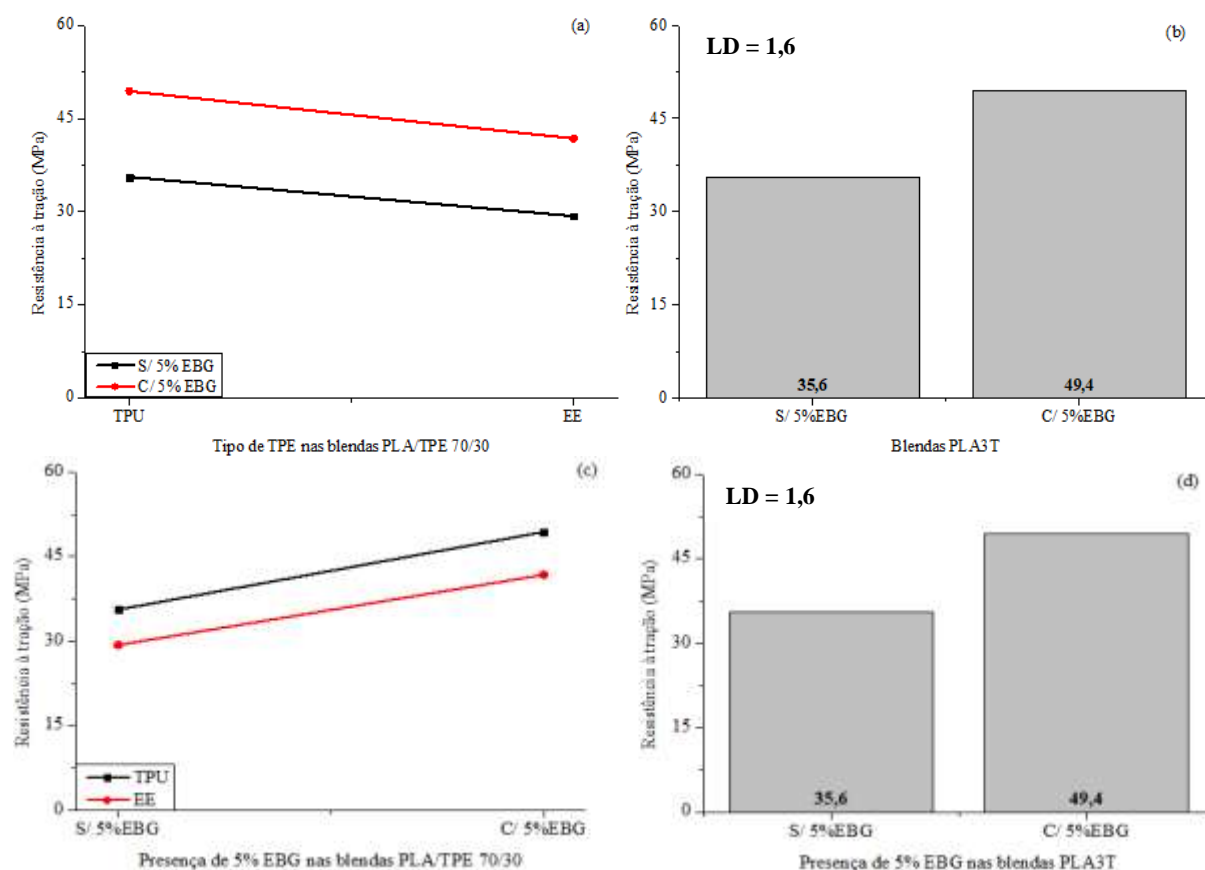 (a)
60
45
30
15
0
Resistência à tração (MPa)
S/ 5% EBG
C/ 5% EBG
TPU
EE
Tipo de TPE nas blendas PLA/TPE 70/30
(b)
LD = 1,6
60
45
30
15
0
Resistência à tração (MPa)
35,6
49,4
S/ 5%EBG
C/ 5%EBG
Blendas PLA3T
(c)
60
45
30
15
0
Resistência à tração (MPa)
TPU
EE
S/ 5%EBG
C/ 5%EBG
Presença de 5% EBG nas blendas PLA/TPE 70/30
(d)
LD = 1,6
60
45
30
15
0
Resistência à tração (MPa)
35,6
49,4
S/ 5%EBG
C/ 5%EBG
Presença de 5% EBG nas blendas PLA3T